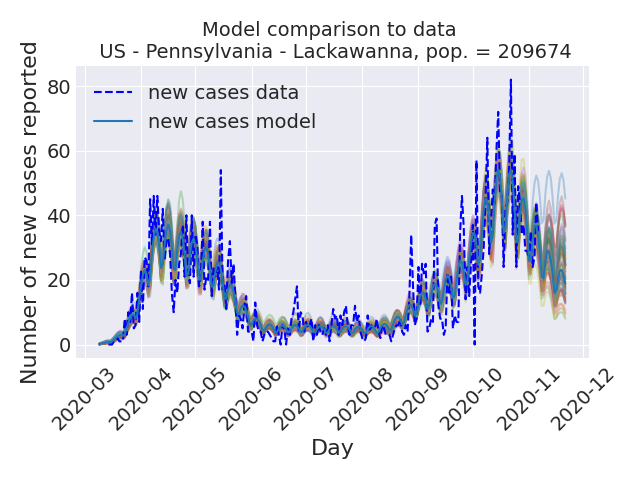 Model comparison to data
US - Pennsylvania - Lackawanna, pop. = 209674
Number of new cases reported
80
60
40
20
0
new cases data
new cases model
2020-03
2020-04
2020-05
2020-06
2020-07
2020-08
2020-09
2020-10
2020-11
2020-12
Day